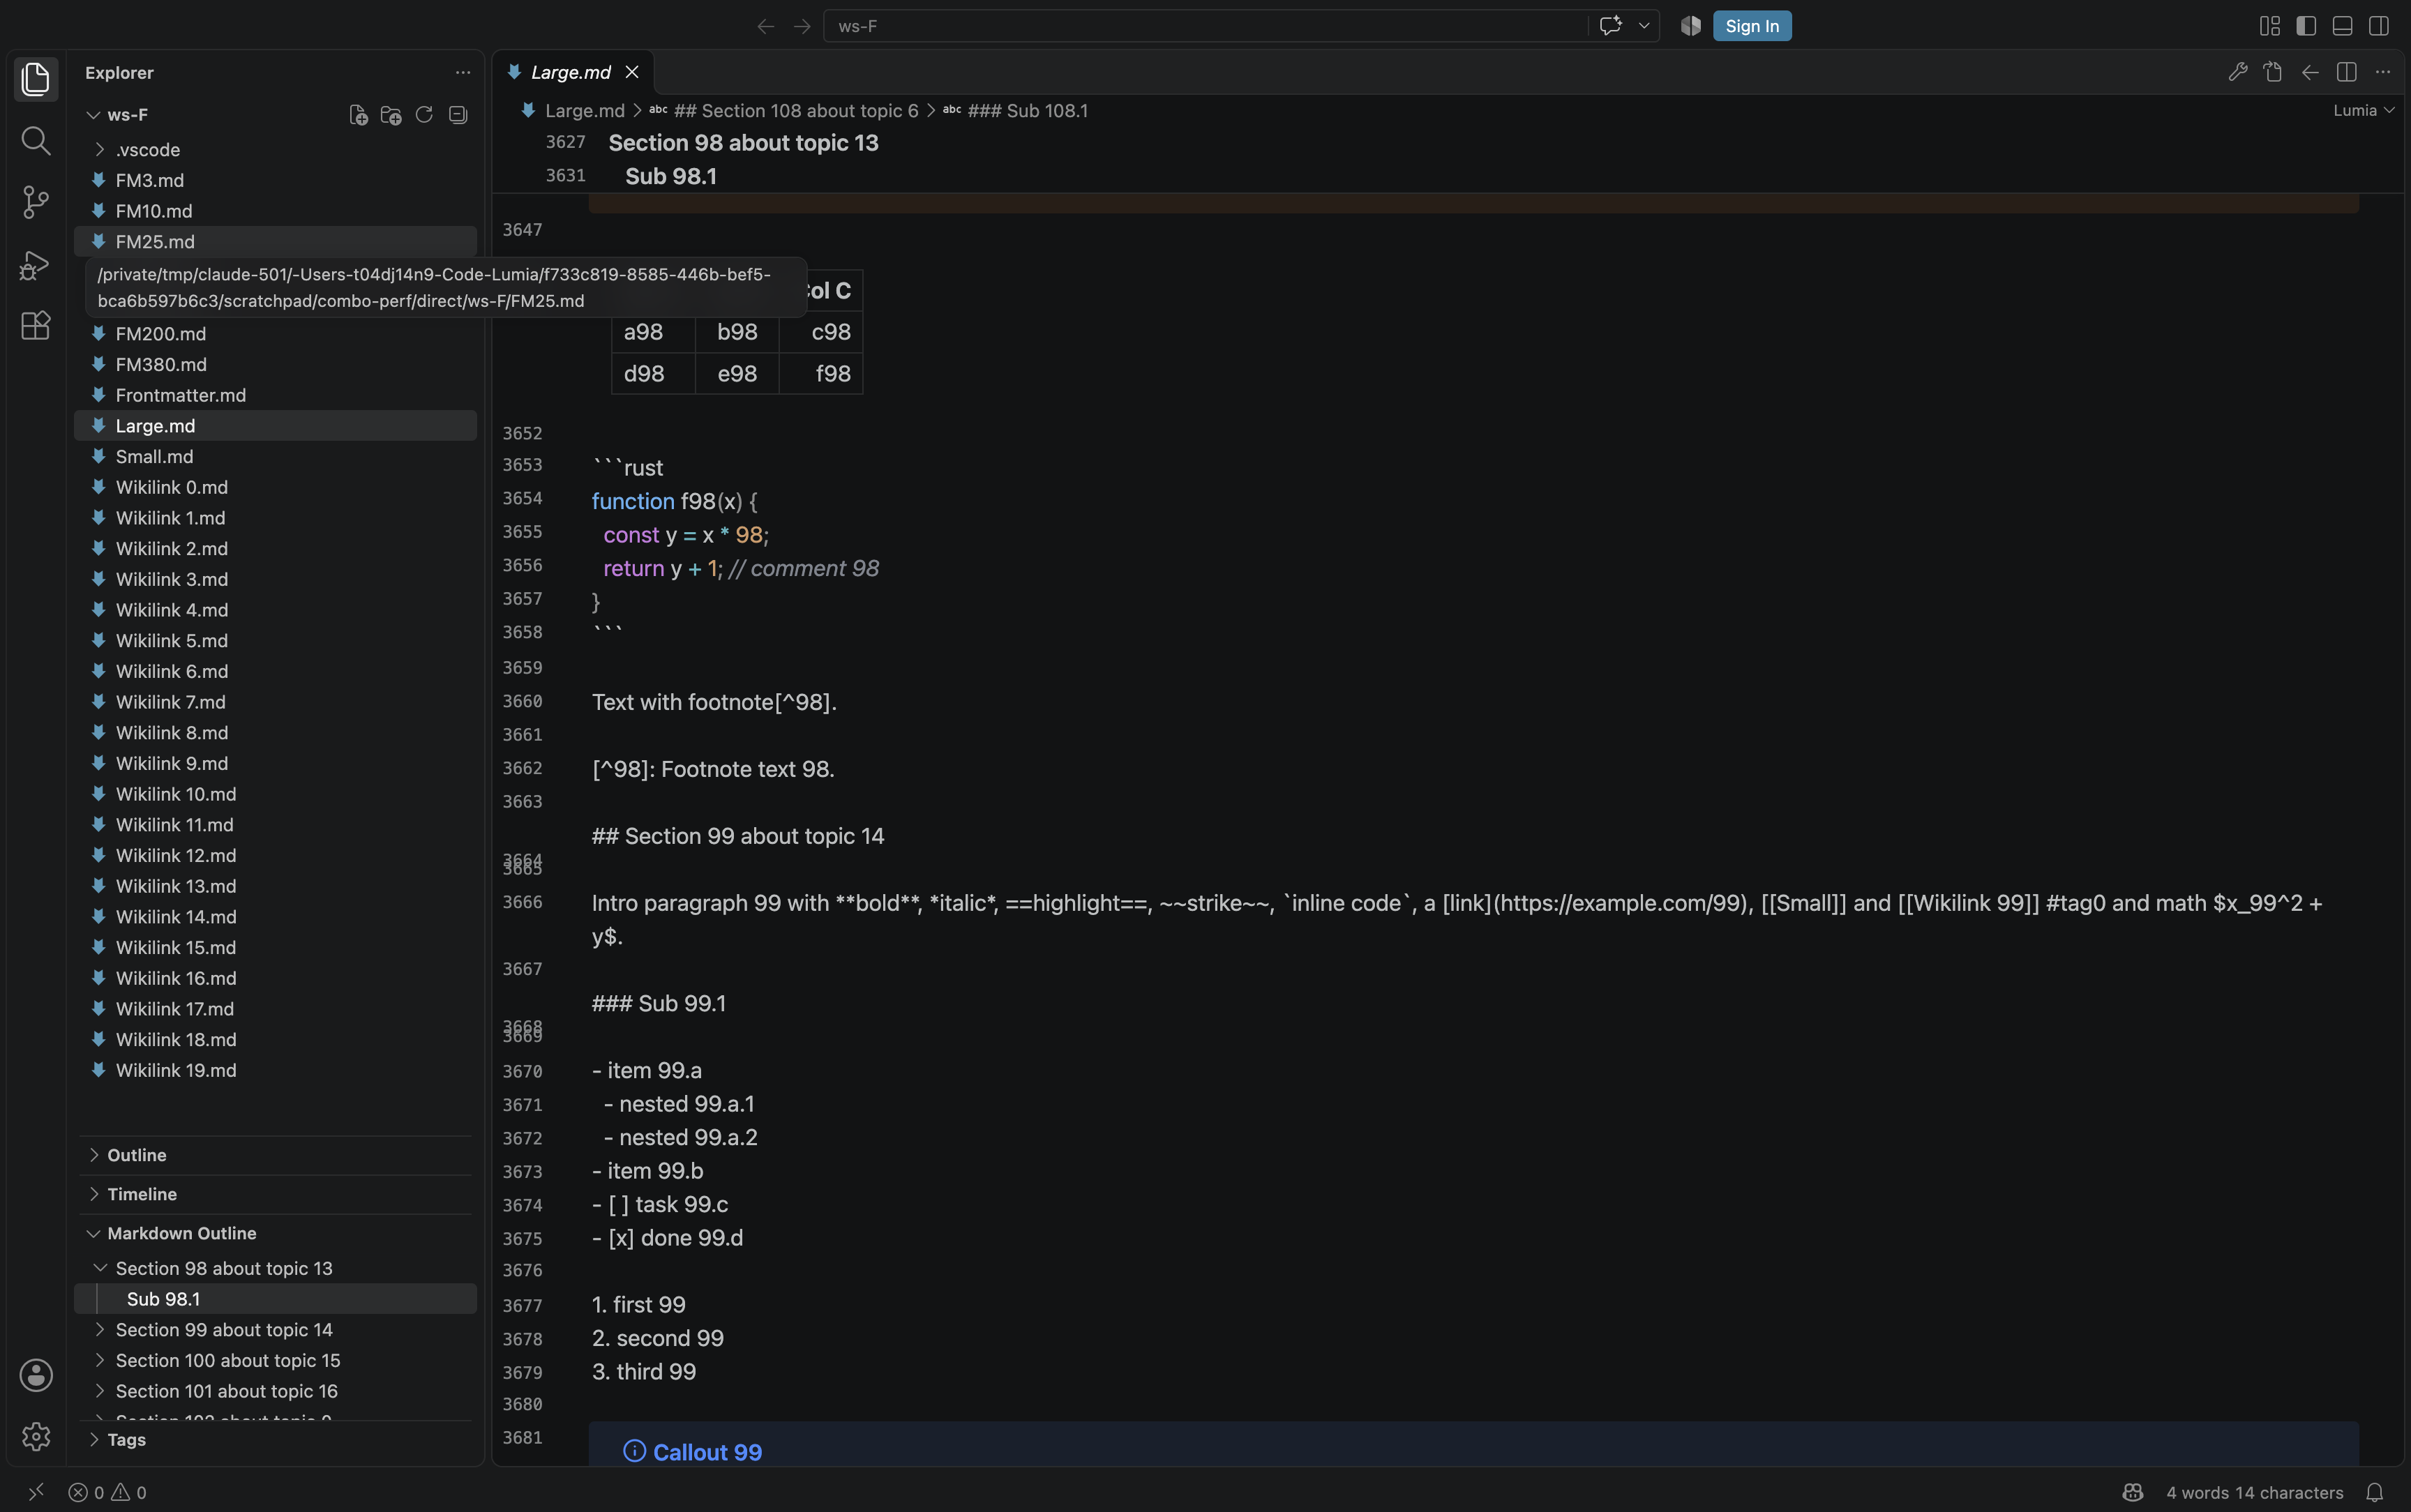 ws-F
Sign In
Explorer
ws-F
.vscode
FM3.md
FM10.md
FM25.md
/private/tmp/claude-501/-Users-t04dj14n9-Code-Lumia/f733c819-8585-446b-bef5-
bca6b597b6c3/scratchpad/combo-perf/direct/ws-F/FM25.md
FM200.md
FM380.md
Frontmatter.md
Large.md
Small.md
Wikilink 0.md
Wikilink 1.md
Wikilink 2.md
Wikilink 3.md
Wikilink 4.md
Wikilink 5.md
Wikilink 6.md
Wikilink 7.md
Wikilink 8.md
Wikilink 9.md
Wikilink 10.md
Wikilink 11.md
Wikilink 12.md
Wikilink 13.md
Wikilink 14.md
Wikilink 15.md
Wikilink 16.md
Wikilink 17.md
Wikilink 18.md
Wikilink 19.md
Outline
Timeline
Markdown Outline
Section 98 about topic 13
Sub 98.1
Section 99 about topic 14
Section 100 about topic 15
Section 101 about topic 16
Tags
Large.md
Large.md > abc ## Section 108 about topic 6 > abc ### Sub 108.1
Lumia
3627 Section 98 about topic 13
3631 Sub 98.1
3647
Col C
a98 b98 c98
d98 e98 f98
3652
3653 ```rust
3654 function f98(x) {
3655 const y = x * 98;
3656 return y + 1; // comment 98
3657 }
3658 ```
3659
3660 Text with footnote[^98].
3661
3662 [^98]: Footnote text 98.
3663
## Section 99 about topic 14
3664
3665
3666 Intro paragraph 99 with **bold**, *italic*, ==highlight==, ~~strike~~, `inline code`, a [link](https://example.com/99), [[Small]] and [[Wikilink 99]] #tag0 and math $x_99^2 +
y$.
3667
### Sub 99.1
3668
3669
3670 - item 99.a
3671 - nested 99.a.1
3672 - nested 99.a.2
3673 - item 99.b
3674 - [ ] task 99.c
3675 - [x] done 99.d
3676
3677 1. first 99
3678 2. second 99
3679 3. third 99
3680
3681 Callout 99
0 0
4 words 14 characters